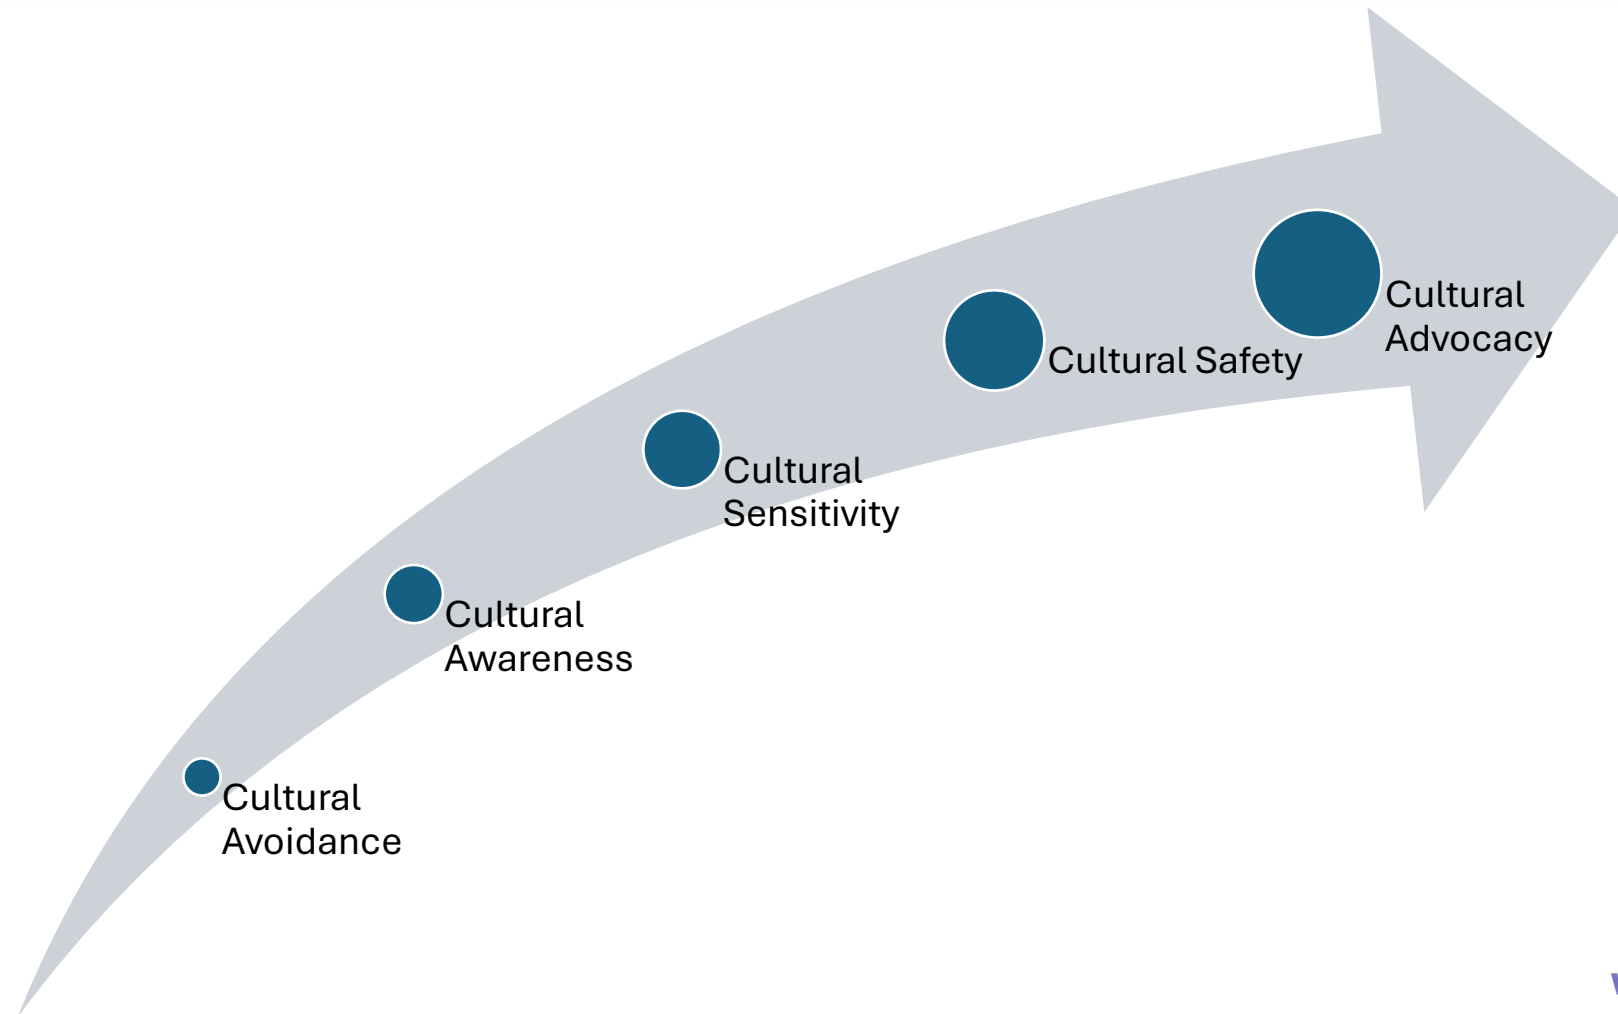 Cultural
Advocacy
Cultural Safety
Cultural
Sensitivity
Cultural
Awareness
Cultural
Avoidance